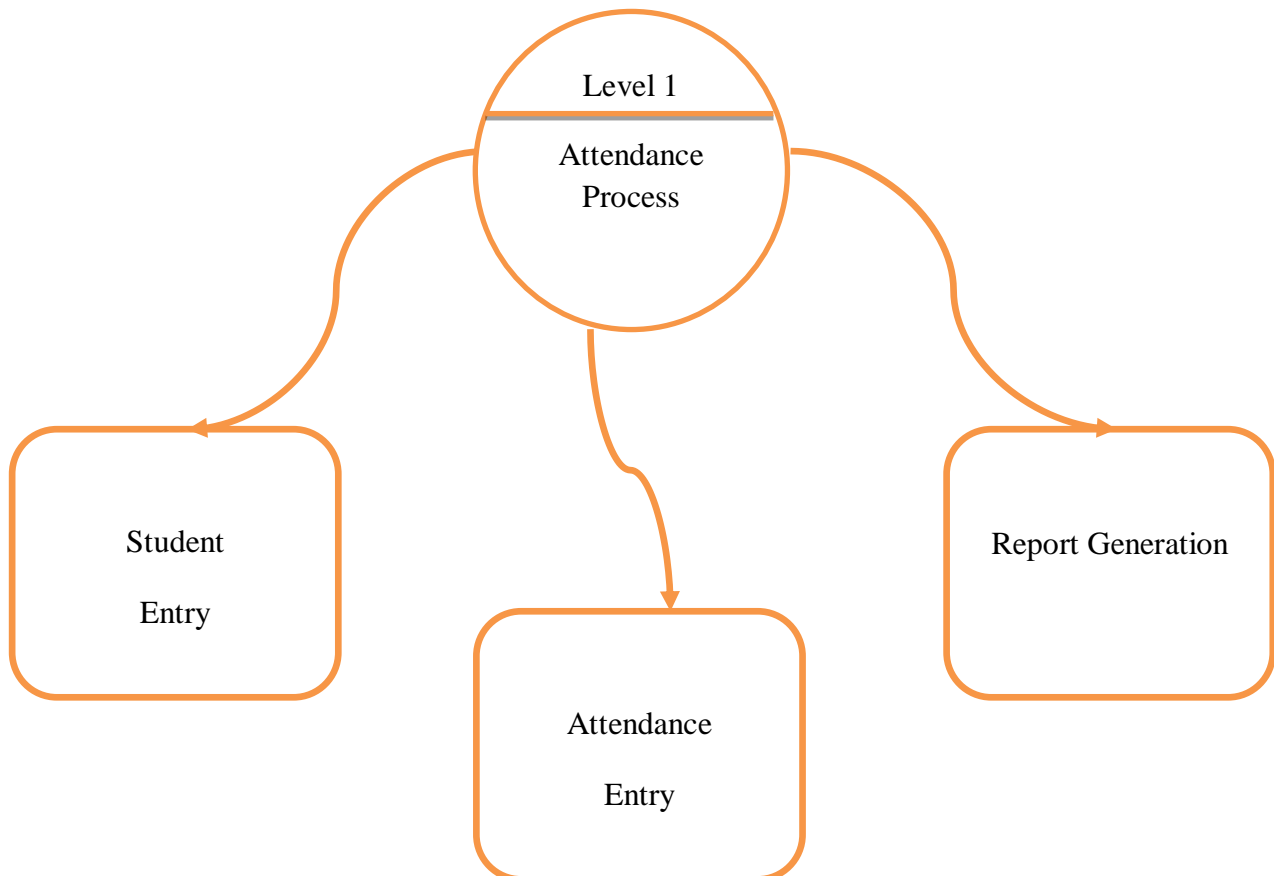 Level 1
Attendance
Process
Student
Entry
Report Generation
Attendance
Entry